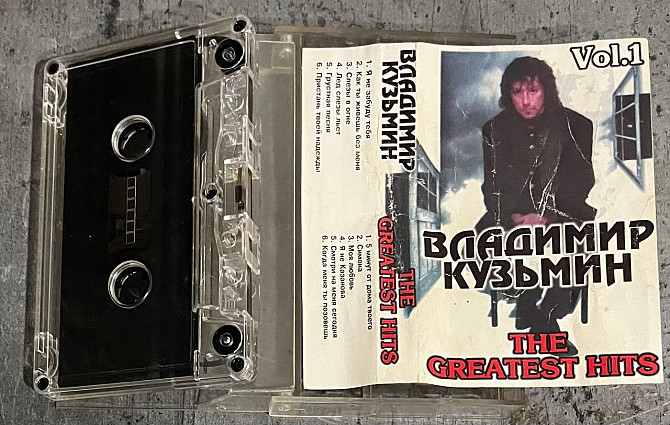 Vol.1
ВЛАДИМИР
КУЗЬМИН
THE
GREATEST HITS
ВЛАДИМИР
КУЗЬМИН
THE
GREATEST HITS
1. Я не забуду тебя
2. Как ты живешь без меня
3. Слезы в огне
4. Лед слезы льет
5. Грустная песня
6. Пристань твоей надежды
1. 5 минут от дома твоего
2. Симона
3. Моя любовь
4. Я не Казанова
5. Смотри на меня сегодня
6. Когда меня ты позовешь